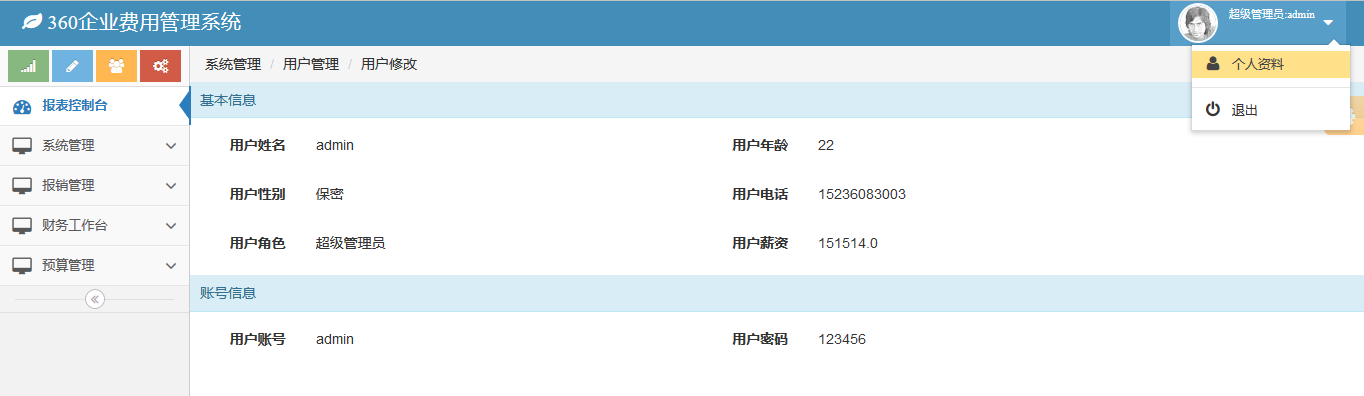 360企业费用管理系统
超级管理员:admin
个人资料
退出
报表控制台
系统管理
报销管理
财务工作台
预算管理
系统管理 / 用户管理 / 用户修改
基本信息
用户姓名 admin 用户年龄 22
用户性别 保密 用户电话 15236083003
用户角色 超级管理员 用户薪资 151514.0
账号信息
用户账号 admin 用户密码 123456